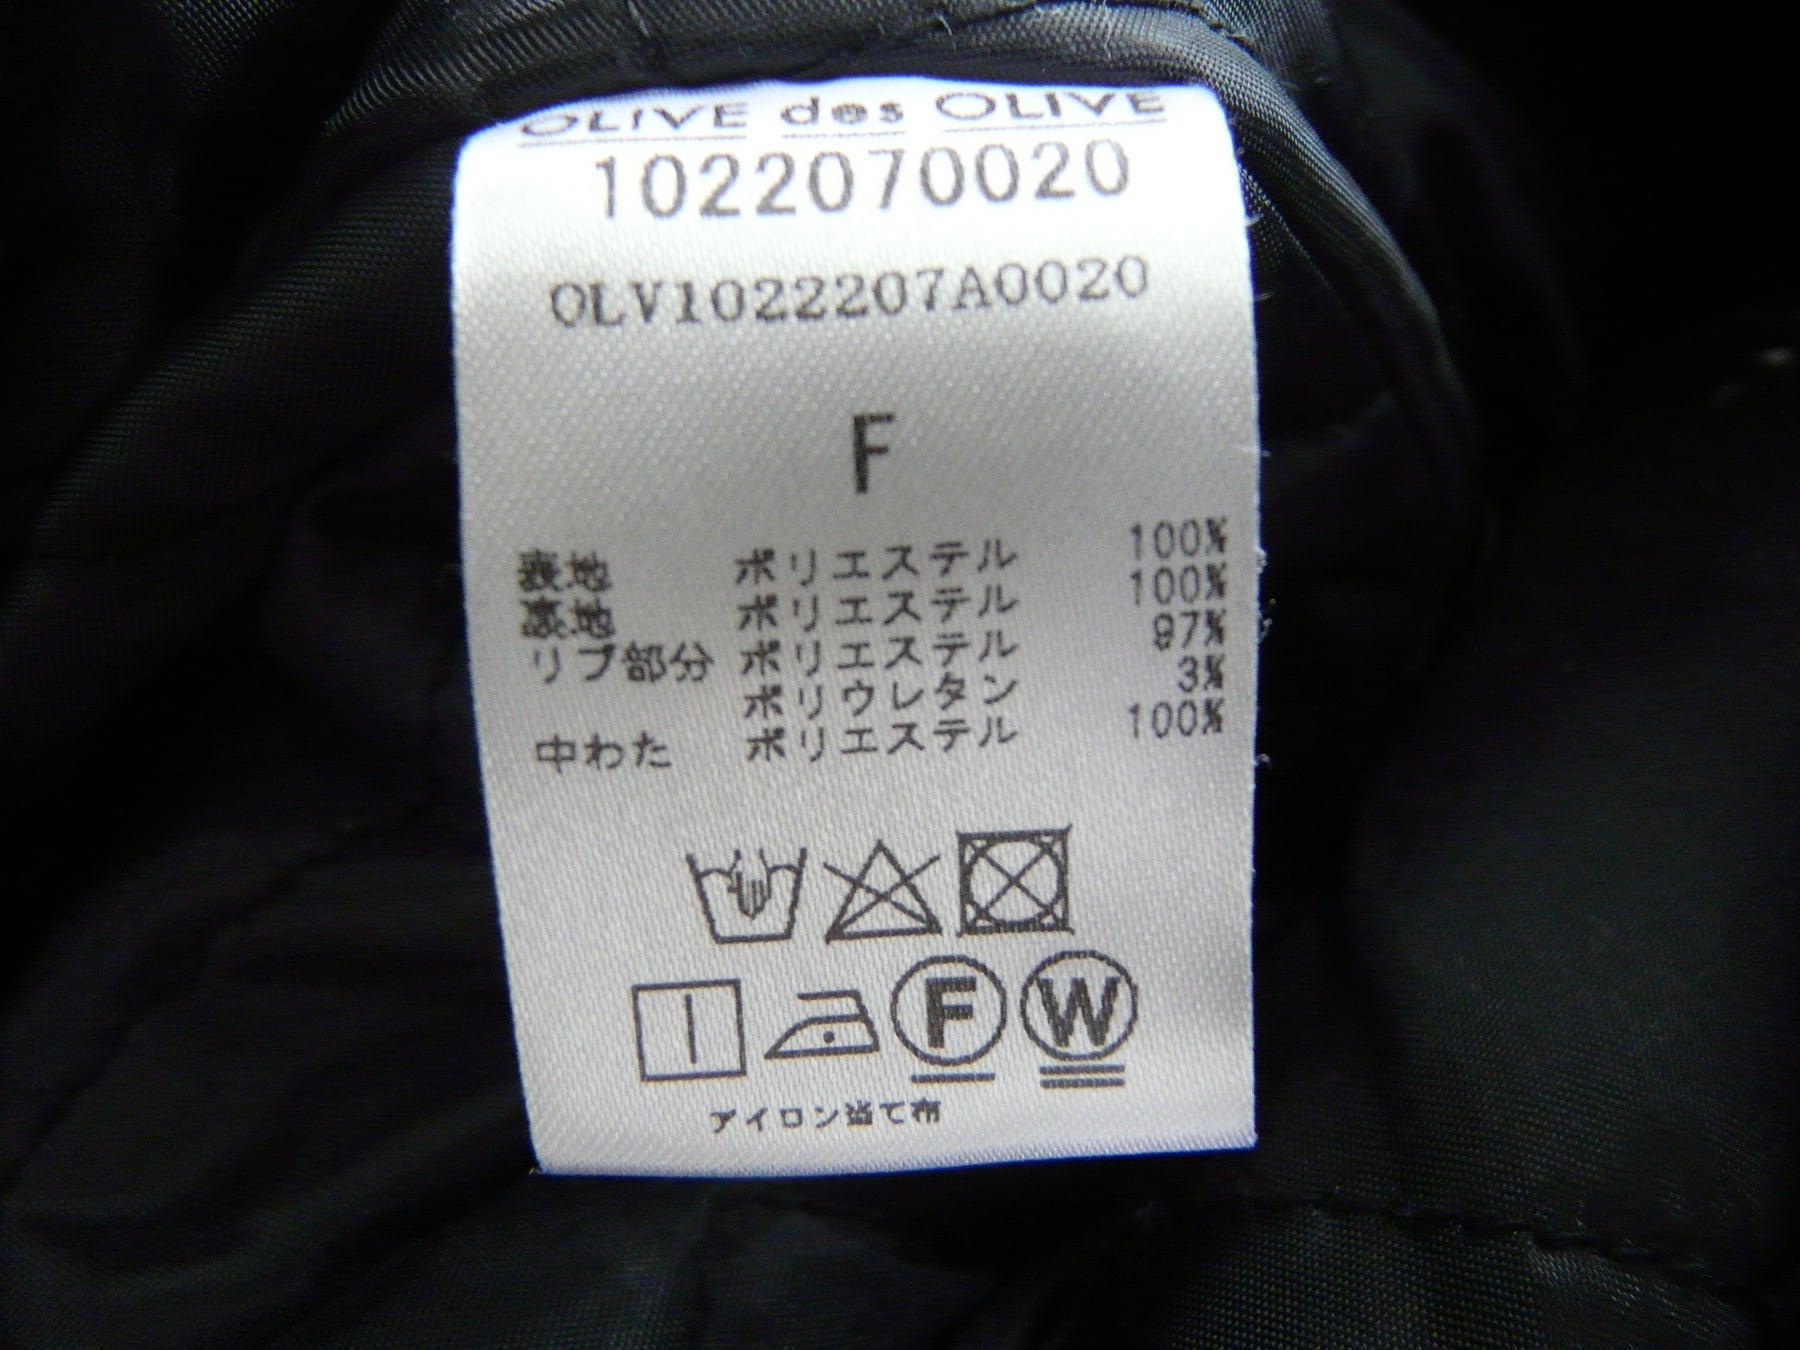 OLIVE des OLIVE
1022070020
OLV1022207A0020
F
表地 ポリエステル 100%
裏地 ポリエステル 100%
リブ部分 ポリエステル 97%
ポリウレタン 3%
中わた ポリエステル 100%
F W
アイロン当て布